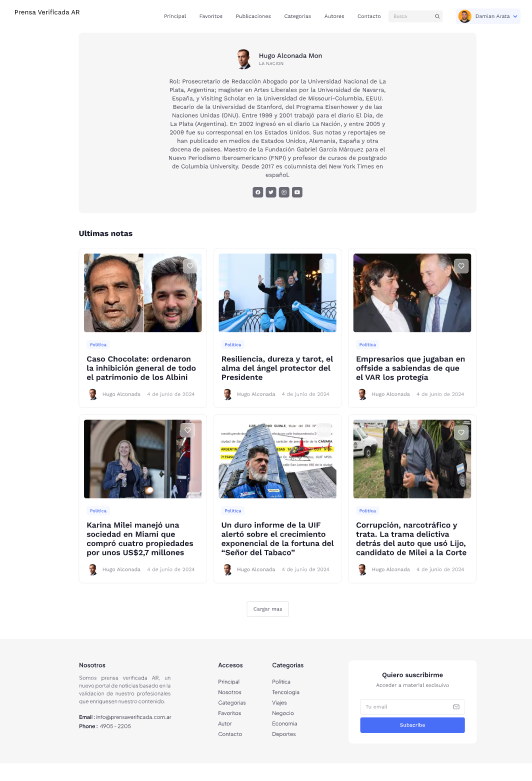 Prensa Verificada AR
Principal Favoritos Publicaciones Categorias Autores Contacto Busca Damian Arata
Hugo Alconada Mon
LA NACION
Rol: Prosecretario de Redacción Abogado por la Universidad Nacional de La
Plata, Argentina; magíster en Artes Liberales por la Universidad de Navarra,
España, y Visiting Scholar en la Universidad de Missouri-Columbia, EEUU.
Becario de la Universidad de Stanford, del Programa Eisenhower y de las
Naciones Unidas (ONU). Entre 1999 y 2001 trabajó para el diario El Día, de
La Plata (Argentina). En 2002 ingresó en el diario La Nación, y entre 2005 y
2009 fue su corresponsal en los Estados Unidos. Sus notas y reportajes se
han publicado en medios de Estados Unidos, Alemania, España y otra
docena de países. Maestro de la Fundación Gabriel García Márquez para el
Nuevo Periodismo Iberoamericano (FNPI) y profesor de cursos de postgrado
en Columbia University. Desde 2017 es columnista del New York Times en
español.
Ultimas notas
Política
Caso Chocolate: ordenaron
la inhibición general de todo
el patrimonio de los Albini
Hugo Alconada 4 de junio de 2024
Política
Resiliencia, dureza y tarot, el
alma del ángel protector del
Presidente
Hugo Alconada 4 de junio de 2024
Política
Empresarios que jugaban en
offside a sabiendas de que
el VAR los protegía
Hugo Alconada 4 de junio de 2024
Política
Karina Milei manejó una
sociedad en Miami que
compró cuatro propiedades
por unos US$2,7 millones
Hugo Alconada 4 de junio de 2024
Política
Un duro informe de la UIF
alertó sobre el crecimiento
exponencial de la fortuna del
“Señor del Tabaco”
Hugo Alconada 4 de junio de 2024
Política
Corrupción, narcotráfico y
trata. La trama delictiva
detrás del auto que usó Lijo,
candidato de Milei a la Corte
Hugo Alconada 4 de junio de 2024
Cargar mas
Nosotros
Somos prensa verificada AR, un
nuevo portal de noticias basado en la
validacion de nuestro profesionales
que enriquesen nuestro contenido.
Email : info@prensaverificada.com.ar
Phone : 4905 - 2205
Accesos
Principal
Nosotros
Categorias
Favoritos
Autor
Contacto
Categorias
Política
Tencologia
Viajes
Negocio
Economia
Deportes
Quiero suscribirme
Acceder a material exclusivo
Tu email
Subscribe